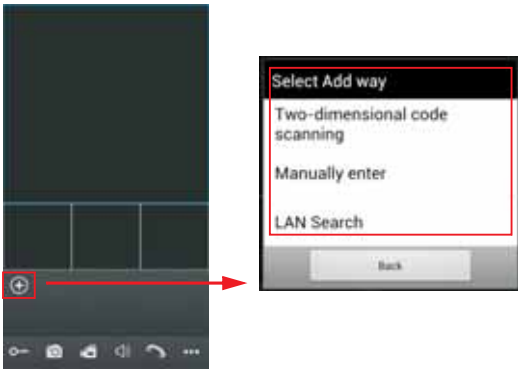 Select Add way
Two-dimensional code
scanning
Manually enter
LAN Search
Back